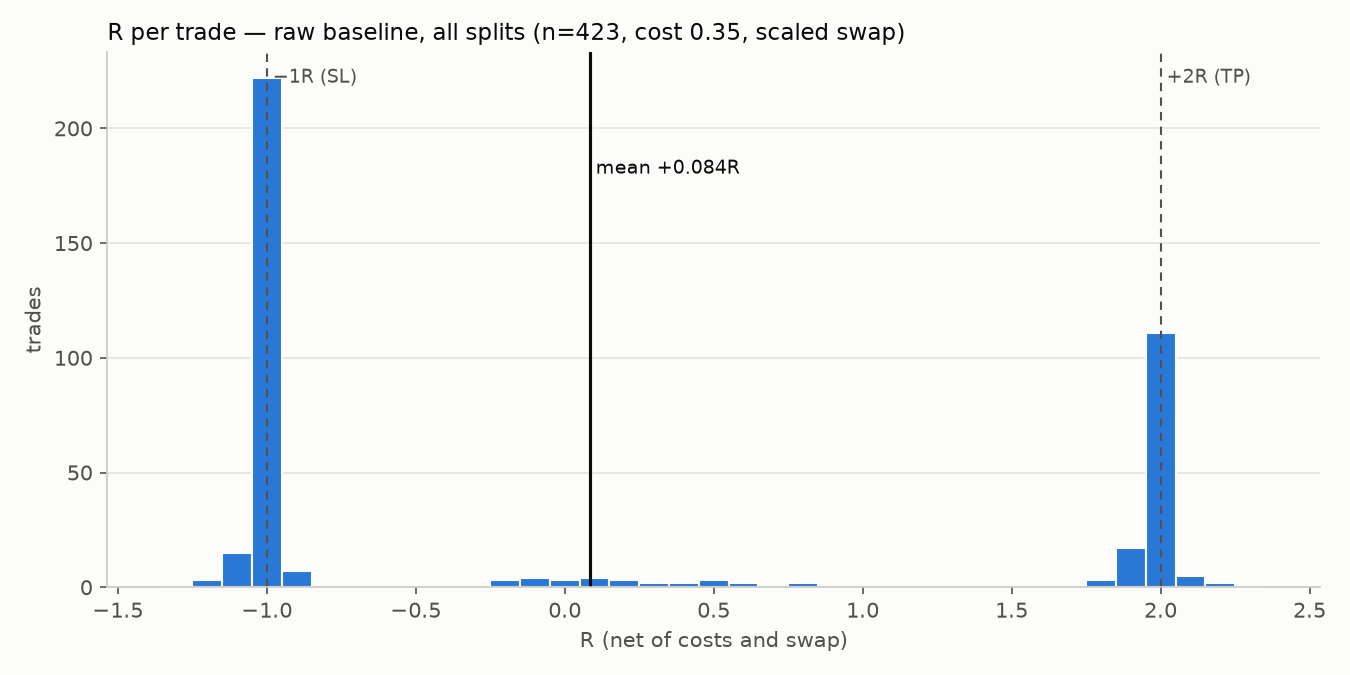 R per trade — raw baseline, all splits (n=423, cost 0.35, scaled swap)
−1R (SL)
+2R (TP)
mean +0.084R
trades
200
150
100
50
0
−1.5
−1.0
−0.5
0.0
0.5
1.0
1.5
2.0
2.5
R (net of costs and swap)